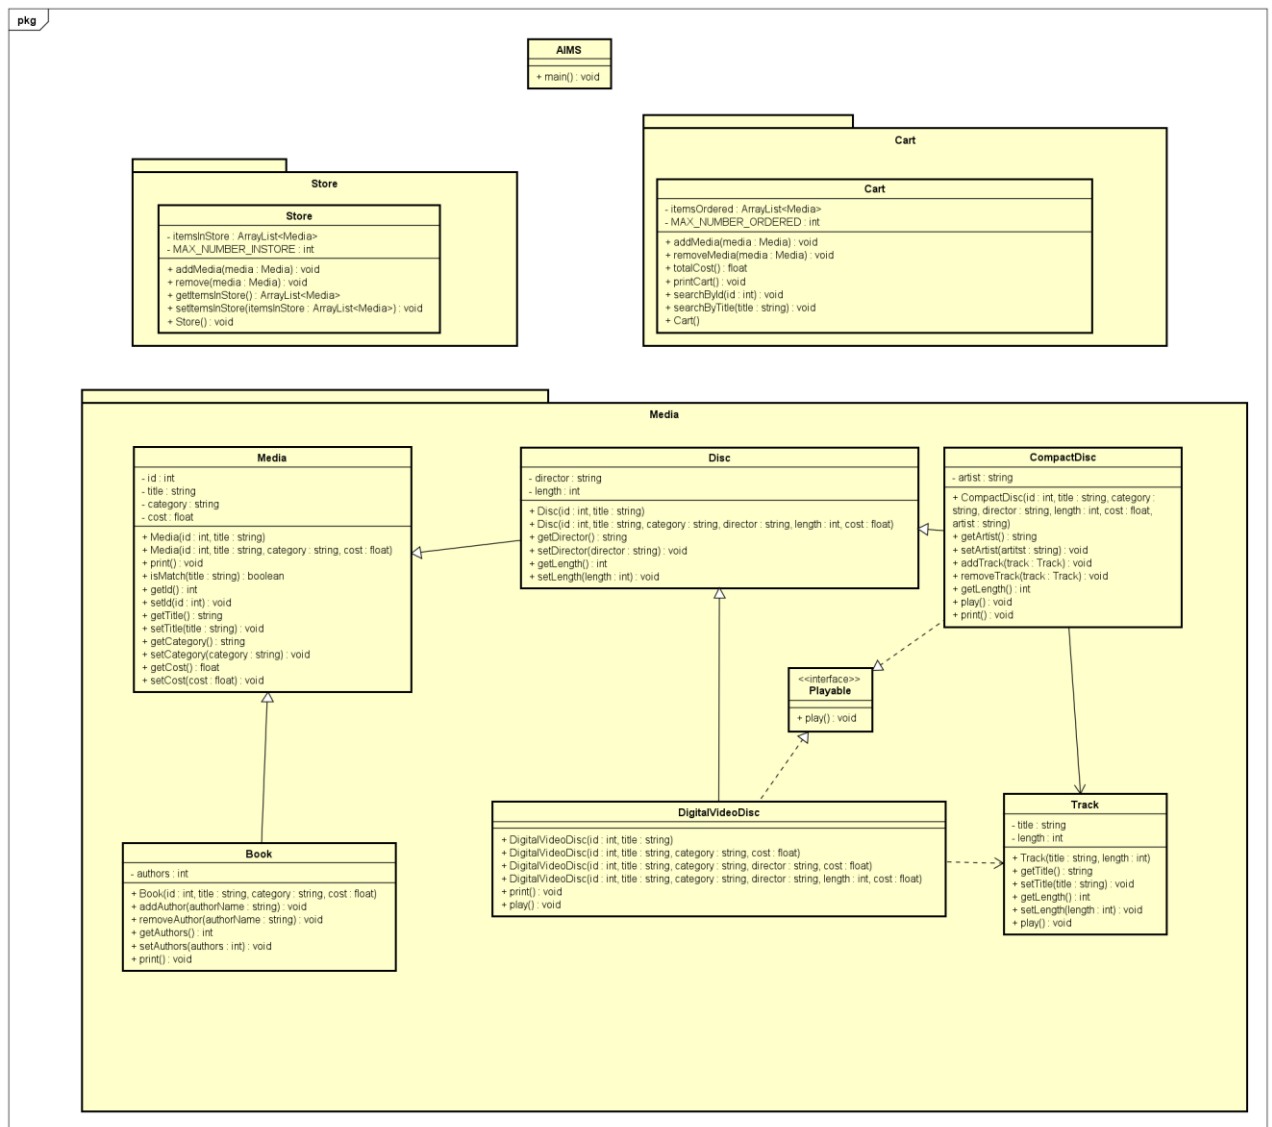 pkg
AIMS
+ main() : void
Store
Store
- itemsInStore : ArrayList<Media>
- MAX_NUMBER_INSTORE : int
+ addMedia(media : Media) : void
+ remove(media : Media) : void
+ getItemsInStore() : ArrayList<Media>
+ setItemsInStore(itemsInStore : ArrayList<Media>) : void
+ Store() : void
Cart
Cart
- itemsOrdered : ArrayList<Media>
- MAX_NUMBER_ORDERED : int
+ addMedia(media : Media) : void
+ removeMedia(media : Media) : void
+ totalCost() : float
+ printCart() : void
+ searchById(id : int) : void
+ searchByTitle(title : string) : void
+ Cart()
Media
Media
- id : int
- title : string
- category : string
- cost : float
+ Media(id : int, title : string)
+ Media(id : int, title : string, category : string, cost : float)
+ print() : void
+ isMatch(title : string) : boolean
+ getId() : int
+ setId(id : int) : void
+ getTitle() : string
+ setTitle(title : string) : void
+ getCategory() : string
+ setCategory(category : string) : void
+ getCost() : float
+ setCost(cost : float) : void
Disc
- director : string
- length : int
+ Disc(id : int, title : string)
+ Disc(id : int, title : string, category : string, director : string, length : int, cost : float)
+ getDirector() : string
+ setDirector(director : string) : void
+ getLength() : int
+ setLength(length : int) : void
CompactDisc
- artist : string
+ CompactDisc(id : int, title : string, category :
string, director : string, length : int, cost : float,
artist : string)
+ getArtist() : string
+ setArtist(artitst : string) : void
+ addTrack(track : Track) : void
+ removeTrack(track : Track) : void
+ getLength() : int
+ play() : void
+ print() : void
<<interface>>
Playable
+ play() : void
Book
- authors : int
+ Book(id : int, title : string, category : string, cost : float)
+ addAuthor(authorName : string) : void
+ removeAuthor(authorName : string) : void
+ getAuthors() : int
+ setAuthors(authors : int) : void
+ print() : void
DigitalVideoDisc
+ DigitalVideoDisc(id : int, title : string)
+ DigitalVideoDisc(id : int, title : string, category : string, cost : float)
+ DigitalVideoDisc(id : int, title : string, category : string, director : string, cost : float)
+ DigitalVideoDisc(id : int, title : string, category : string, director : string, length : int, cost : float)
+ print() : void
+ play() : void
Track
- title : string
- length : int
+ Track(title : string, length : int)
+ getTitle() : string
+ setTitle(title : string) : void
+ getLength() : int
+ setLength(length : int) : void
+ play() : void